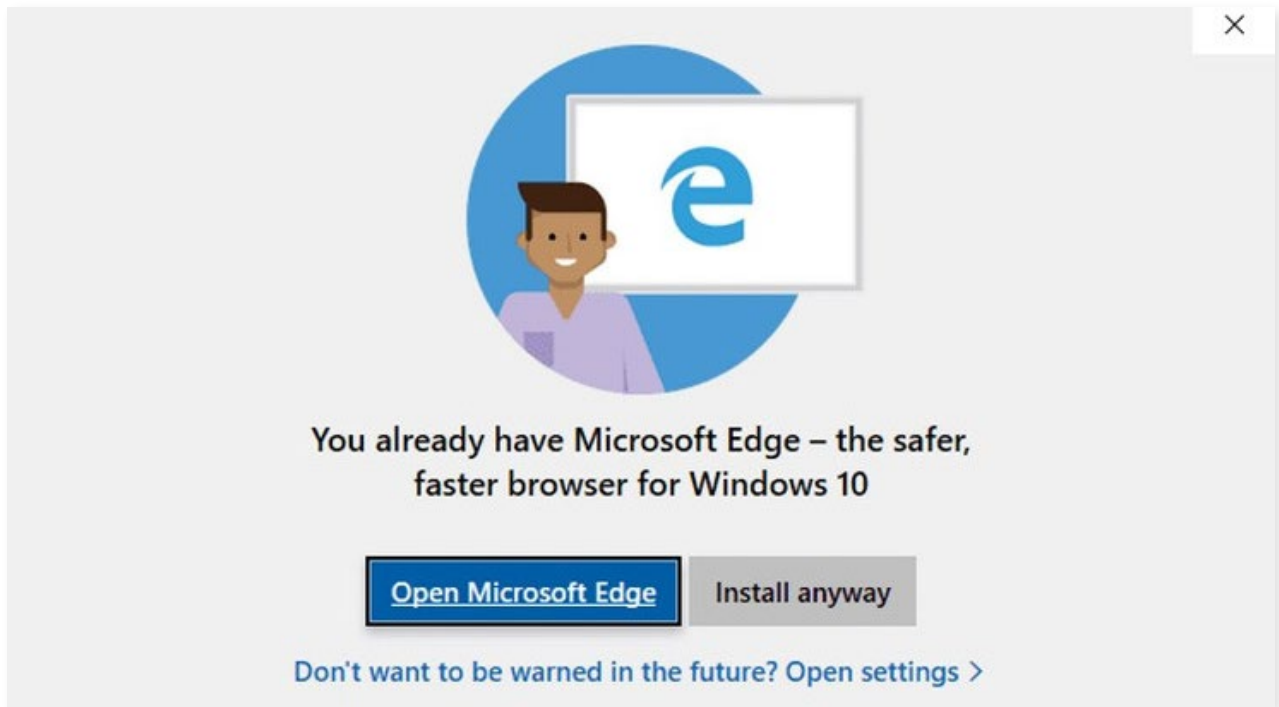 You already have Microsoft Edge – the safer,
faster browser for Windows 10
Open Microsoft Edge
Install anyway
Don't want to be warned in the future? Open settings >